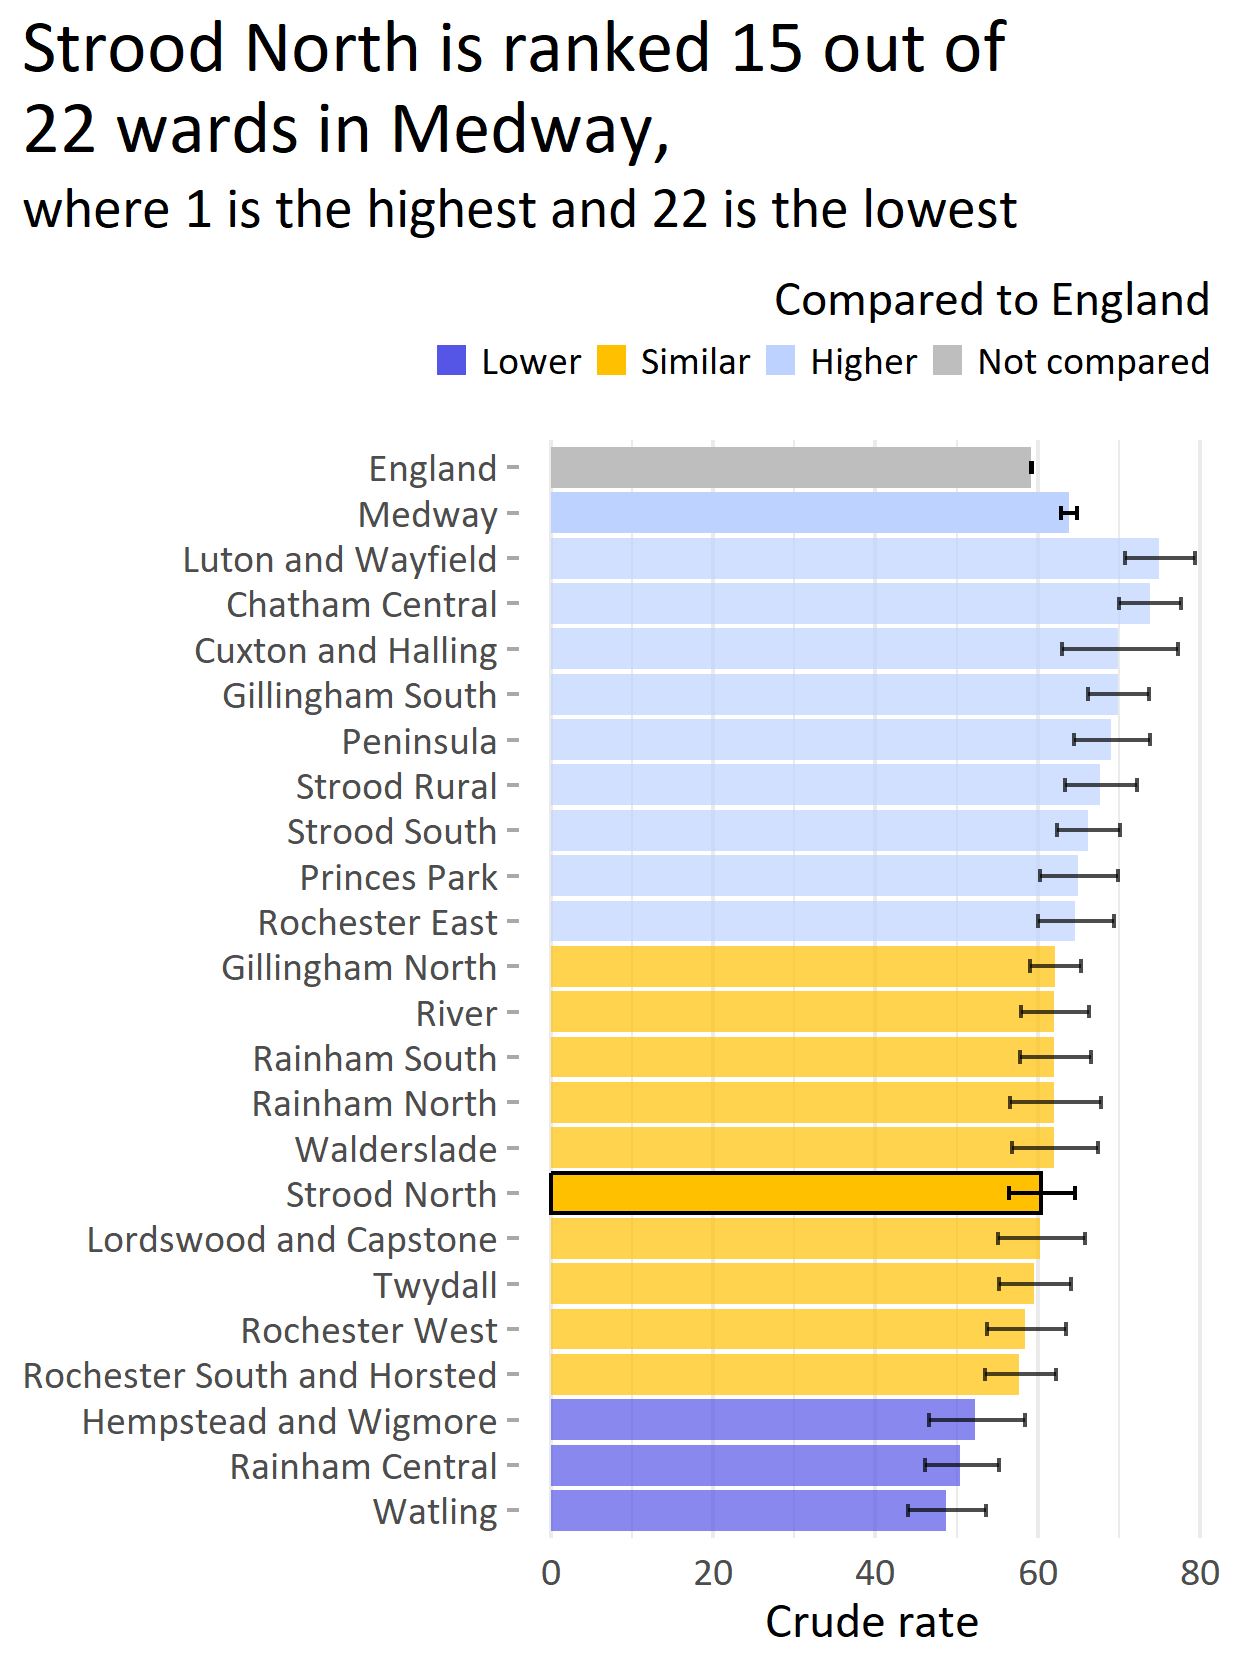 Strood North is ranked 15 out of
22 wards in Medway,
where 1 is the highest and 22 is the lowest
Compared to England
Lower Similar Higher Not compared
England
Medway
Luton and Wayfield
Chatham Central
Cuxton and Halling
Gillingham South
Peninsula
Strood Rural
Strood South
Princes Park
Rochester East
Gillingham North
River
Rainham South
Rainham North
Walderslade
Strood North
Lordswood and Capstone
Twydall
Rochester West
Rochester South and Horsted
Hempstead and Wigmore
Rainham Central
Watling
0 20 40 60 80
Crude rate